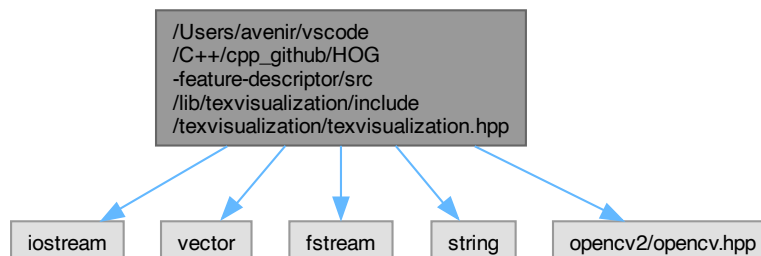 /Users/avenir/vscode
/C++/cpp_github/HOG
-feature-descriptor/src
/lib/texvisualization/include
/texvisualization/texvisualization.hpp
iostream
vector
fstream
string
opencv2/opencv.hpp